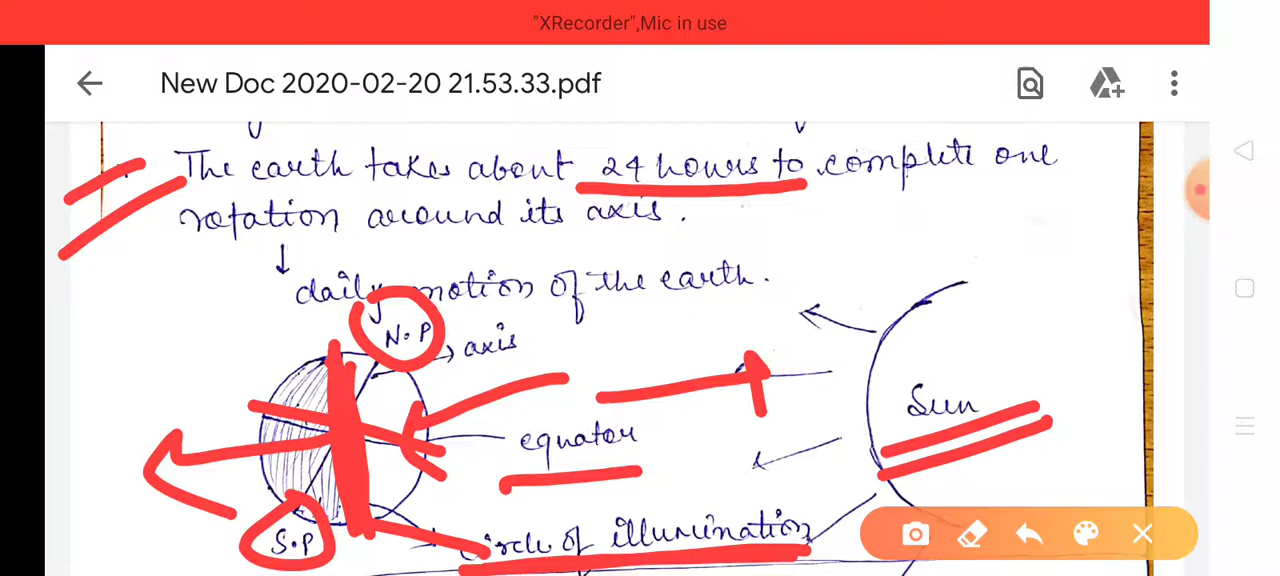 "XRecorder",Mic in use
New Doc 2020-02-20 21.53.33.pdf
The earth takes about 24 hours to complete one
rotation around its axis.
daily motion of the earth.
N.P
axis
Sun
equator
S.P
circle of illumination